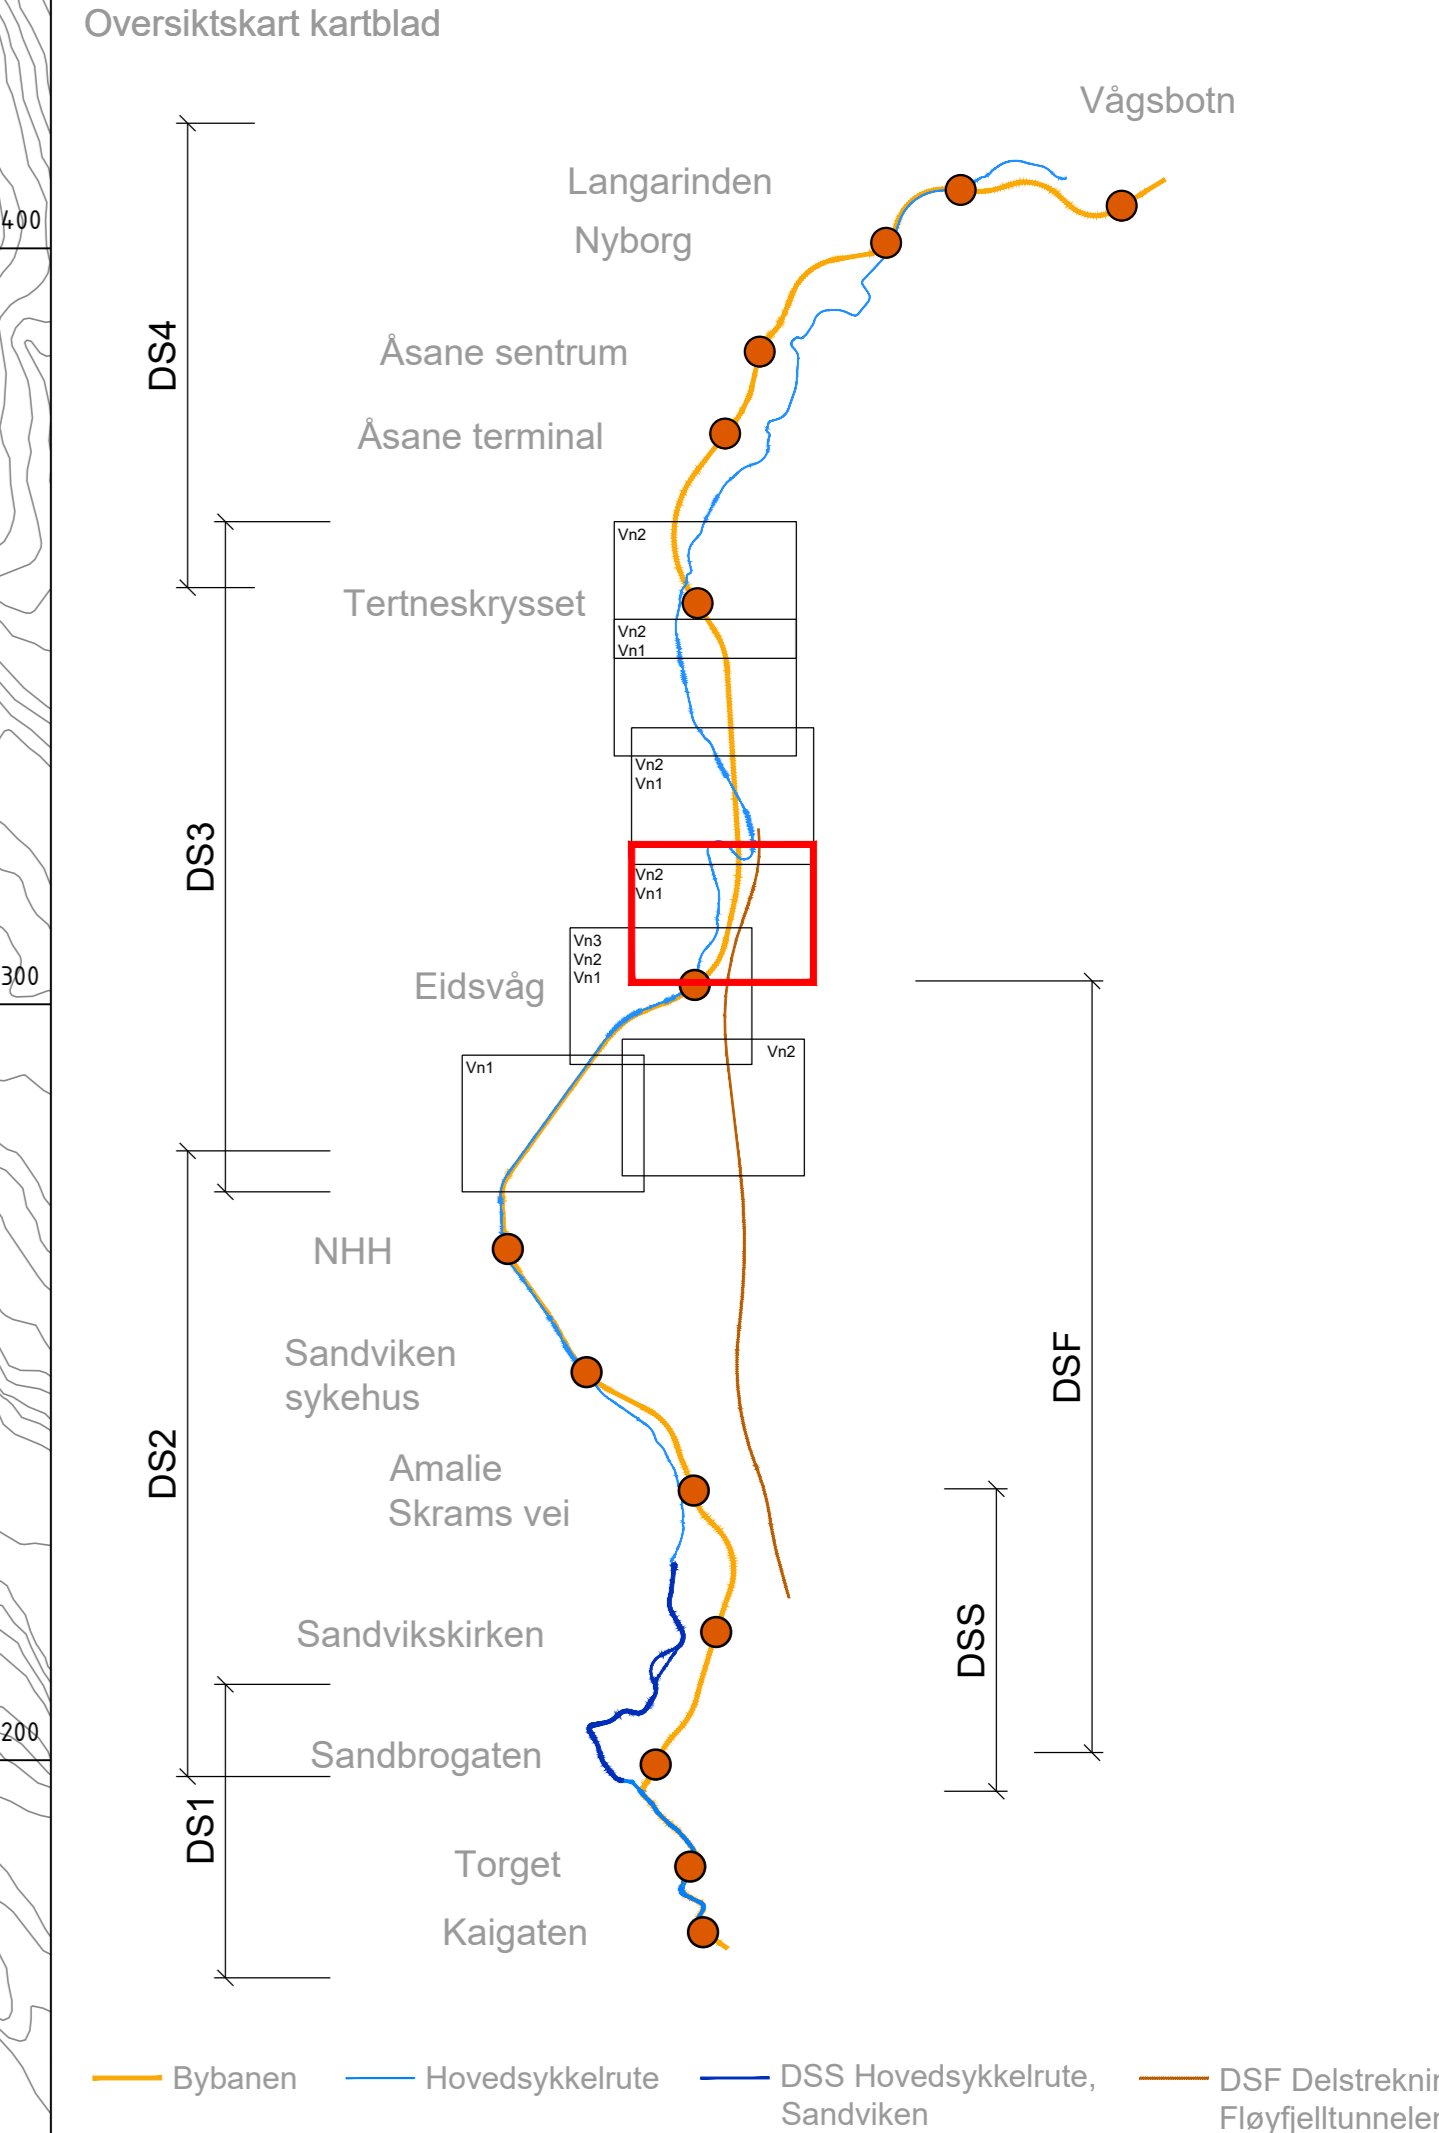 Oversiktskart kartblad
Vågsbotn
Langarinden
400
Nyborg
DS4
Åsane sentrum
Åsane terminal
Vn2
Tertneskrysset
Vn2
Vn1
Vn2
Vn1
DS3
Vn2
Vn1
Vn3
Vn2
Vn1
300
Eidsvåg
Vn2
Vn1
NHH
Sandviken
sykehus
DSF
DS2
Amalie
Skrams vei
Sandvikskirken
DSS
200
Sandbrogaten
DS1
Torget
Kaigaten
Bybanen
Hovedsykkelrute
DSS Hovedsykkelrute,
Sandviken
DSF